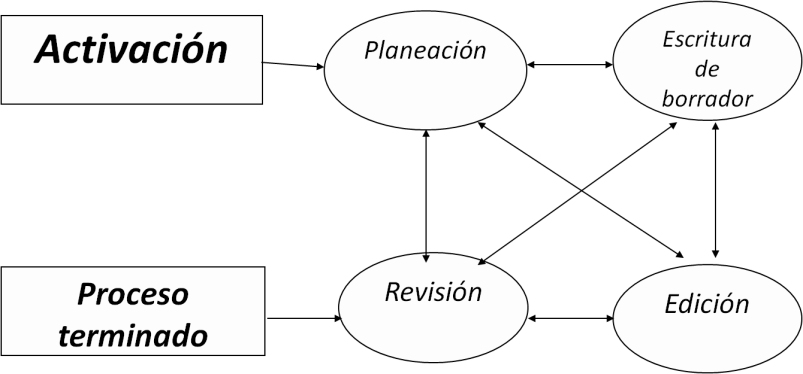 Activación
Planeación
Escritura
de
borrador
Proceso
terminado
Revisión
Edición